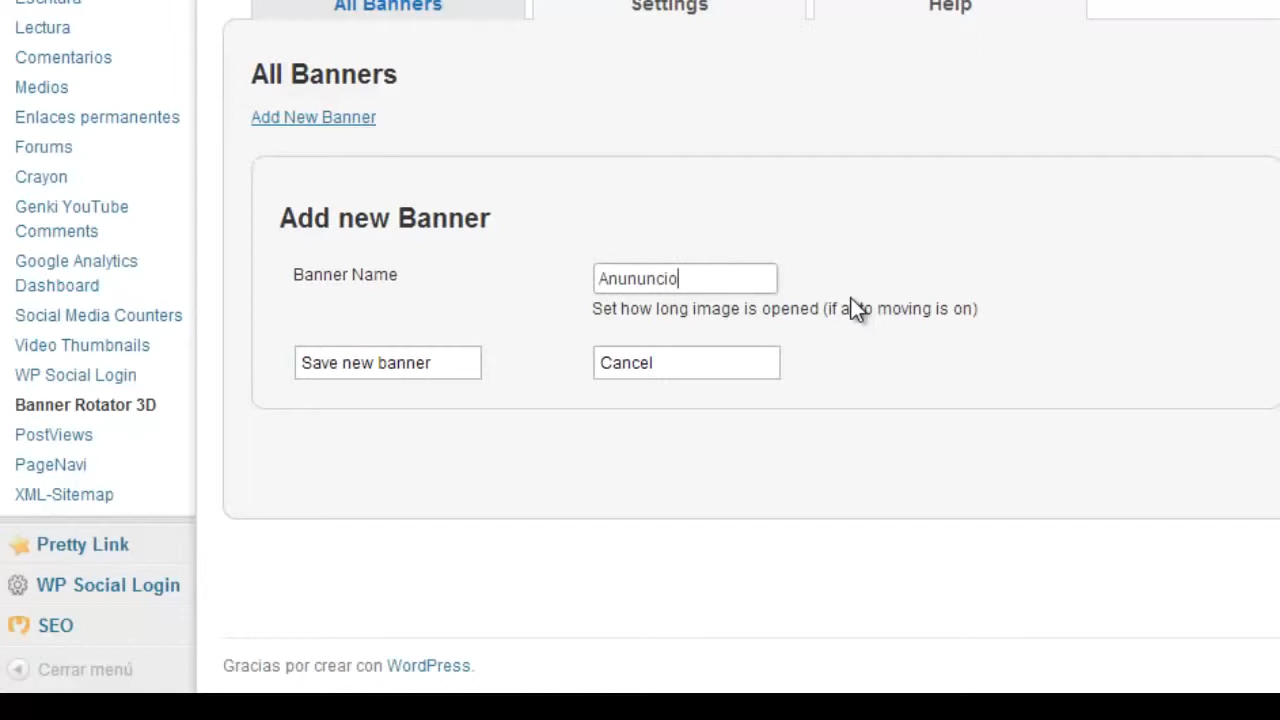 Escritura
Lectura
Comentarios
Medios
Enlaces permanentes
Forums
Crayon
Genki YouTube
Comments
Google Analytics
Dashboard
Social Media Counters
Video Thumbnails
WP Social Login
Banner Rotator 3D
PostViews
PageNavi
XML-Sitemap
Pretty Link
WP Social Login
SEO
Cerrar menú
All Banners
Settings
Help
All Banners
Add New Banner
Add new Banner
Banner Name
Anununcio
Set how long image is opened (if auto moving is on)
Save new banner
Cancel
Gracias por crear con WordPress.